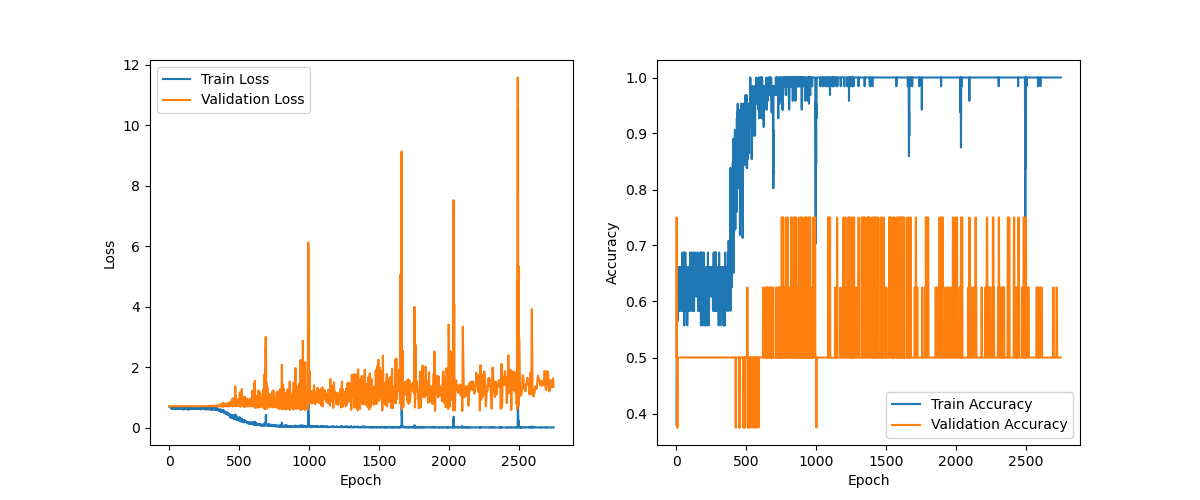 Train Loss
Validation Loss
12
10
8
6
4
2
0
Loss
0 500 1000 1500 2000 2500
Epoch
1.0
0.9
0.8
0.7
0.6
0.5
0.4
Accuracy
Train Accuracy
Validation Accuracy
0 500 1000 1500 2000 2500
Epoch